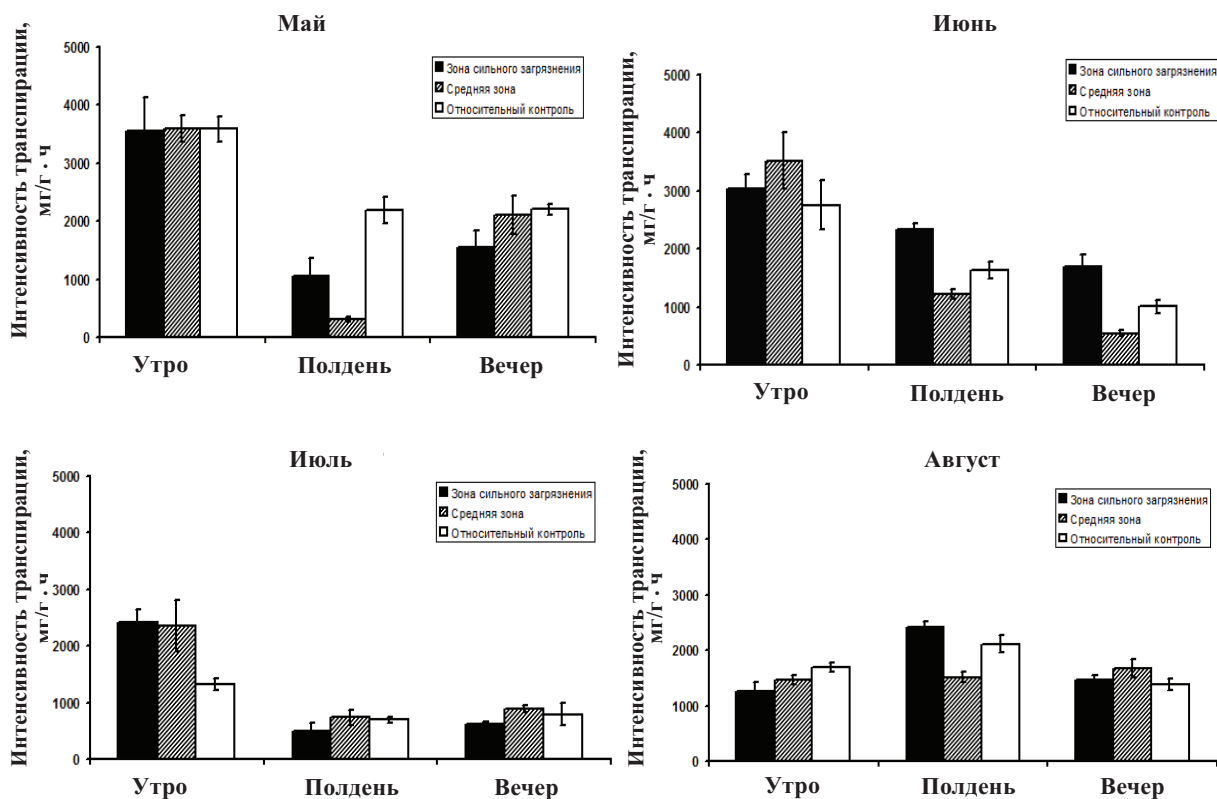 Май
Интенсивность транспирации,
мг/г · ч
5000
4000
3000
2000
1000
0
Зона сильного загрязнения
Средняя зона
Относительный контроль
Утро Полдень Вечер
Июнь
Интенсивность транспирации,
мг/г · ч
5000
4000
3000
2000
1000
0
Зона сильного загрязнения
Средняя зона
Относительный контроль
Утро Полдень Вечер
Июль
Интенсивность транспирации,
мг/г · ч
5000
4000
3000
2000
1000
0
Зона сильного загрязнения
Средняя зона
Относительный контроль
Утро Полдень Вечер
Август
Интенсивность транспирации,
мг/г · ч
5000
4000
3000
2000
1000
0
Зона сильного загрязнения
Средняя зона
Относительный контроль
Утро Полдень Вечер